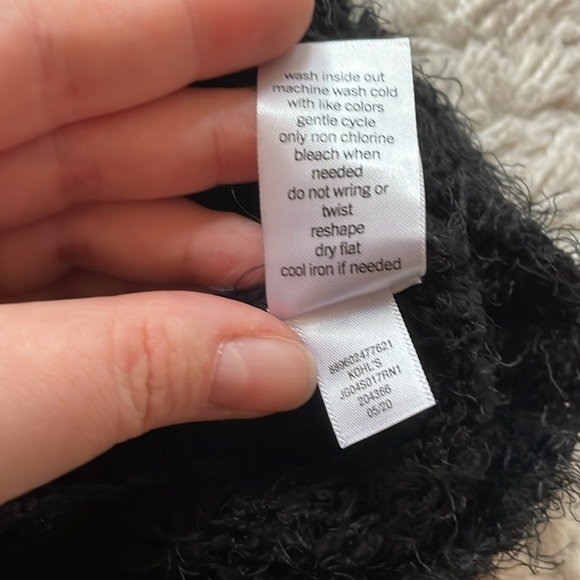 wash inside out
machine wash cold
with like colors
gentle cycle
only non chlorine
bleach when
needed
do not wring or
twist
reshape
dry flat
cool iron if needed
889602477621
KOHL'S
JG04S017RN1
204366
05/20